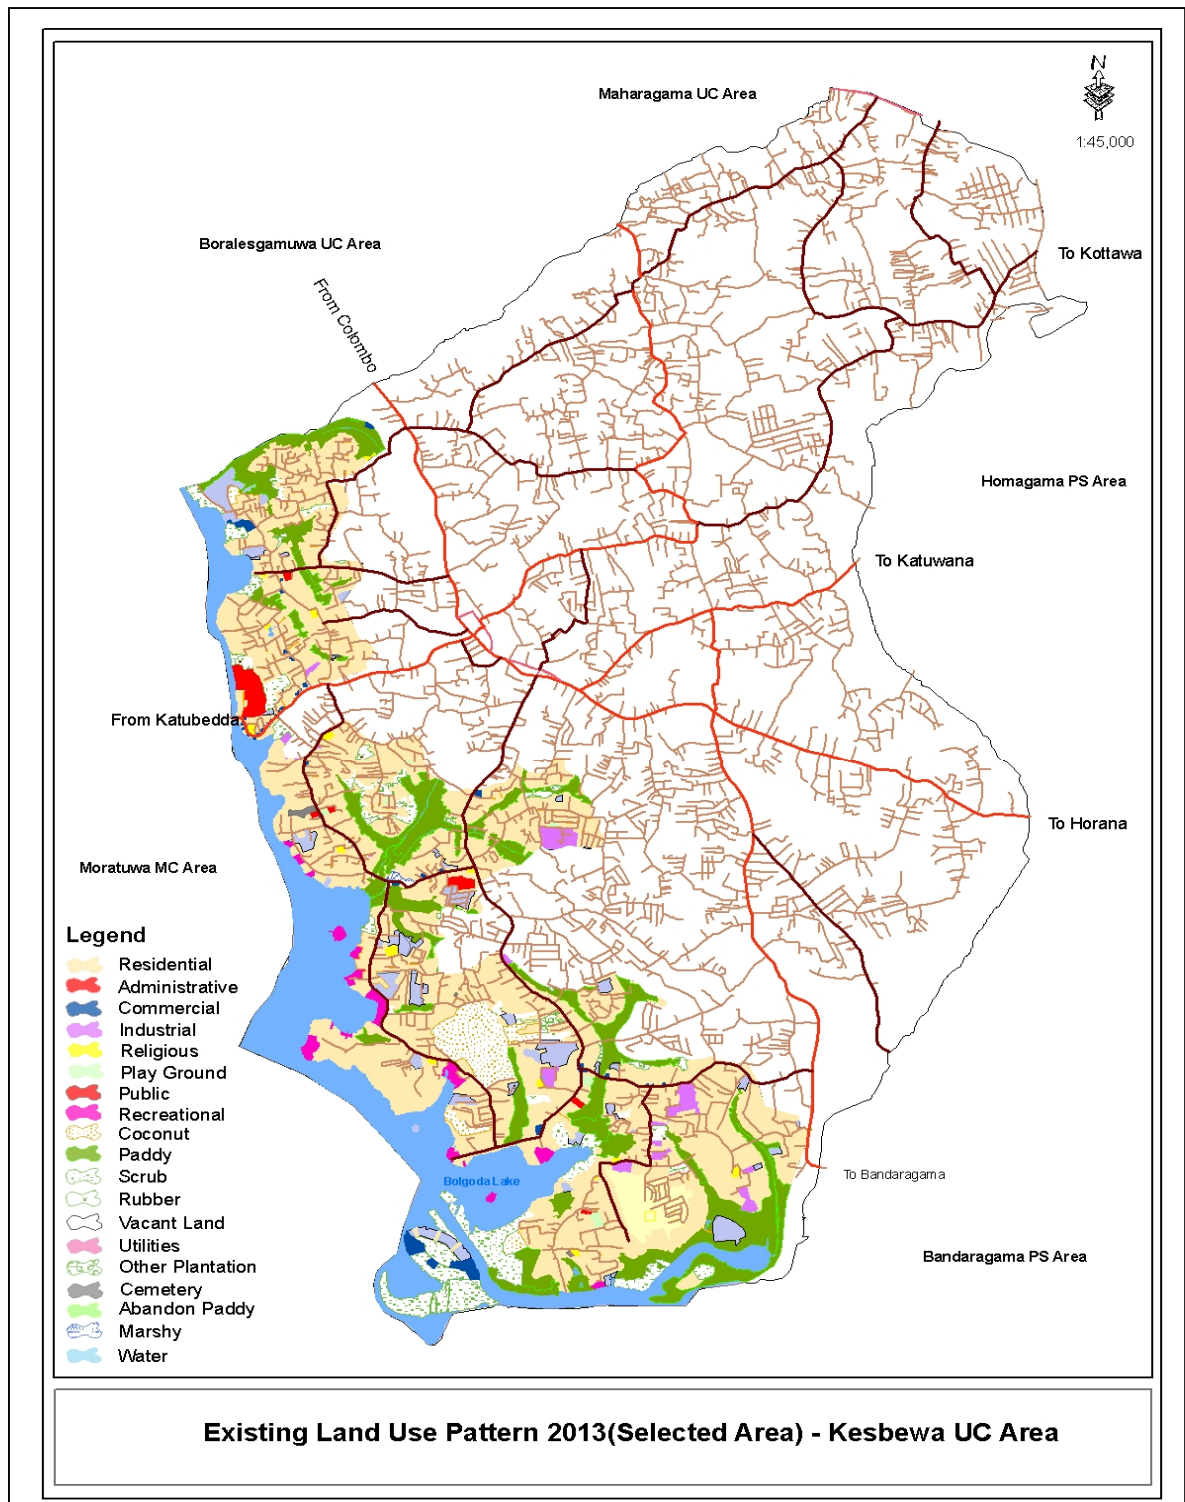 N
Maharagama UC Area
1:45,000
Boralesgamuwa UC Area
To Kottawa
From Colombo
Homagama PS Area
To Katuwana
From Katubedda
To Horana
Moratuwa MC Area
Legend
Residential
Administrative
Commercial
Industrial
Religious
Play Ground
Public
Recreational
Coconut
Paddy
Scrub
Rubber
Vacant Land
Utilities
Other Plantation
Cemetery
Abandon Paddy
Marshy
Water
To Bandaragama
Bolgoda Lake
Bandaragama PS Area
Existing Land Use Pattern 2013(Selected Area) - Kesbewa UC Area